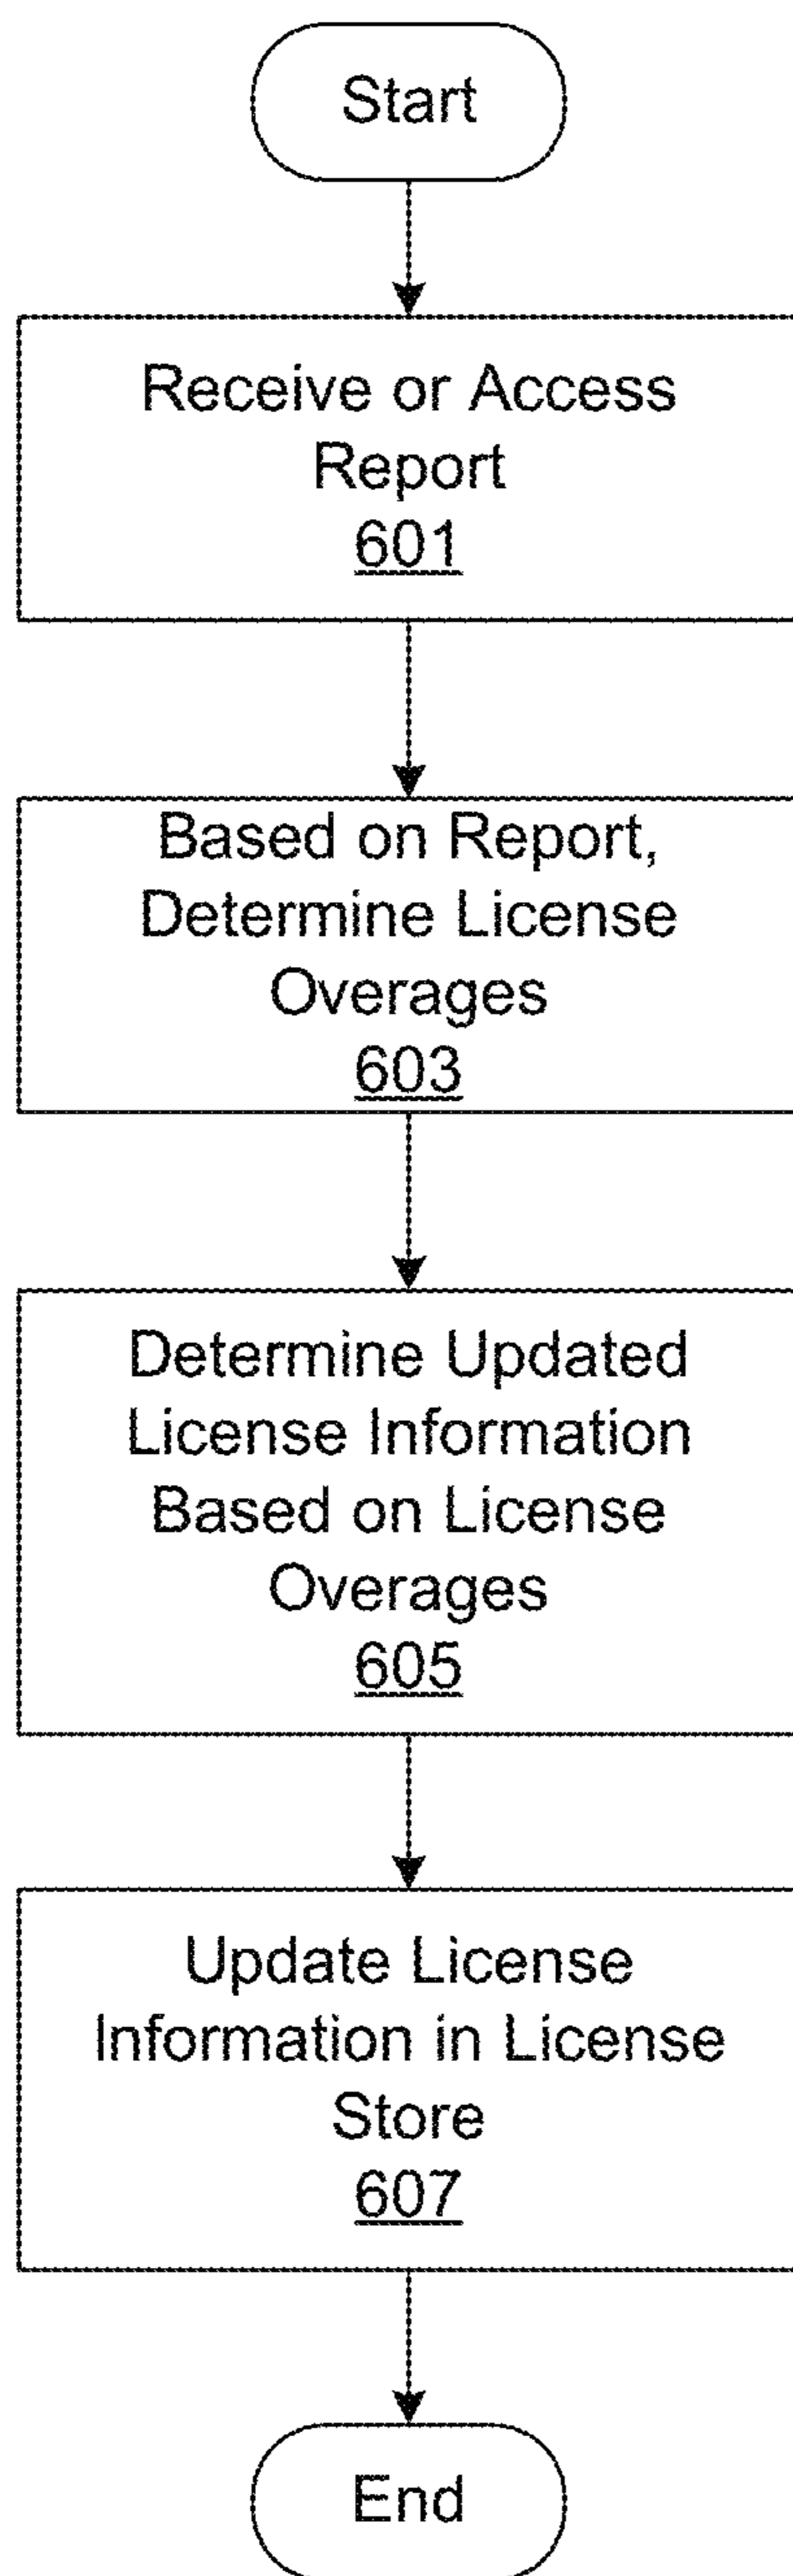 Start
Receive or Access
Report
601
Based on Report,
Determine License
Overages
603
Determine Updated
License Information
Based on License
Overages
605
Update License
Information in License
Store
607
End